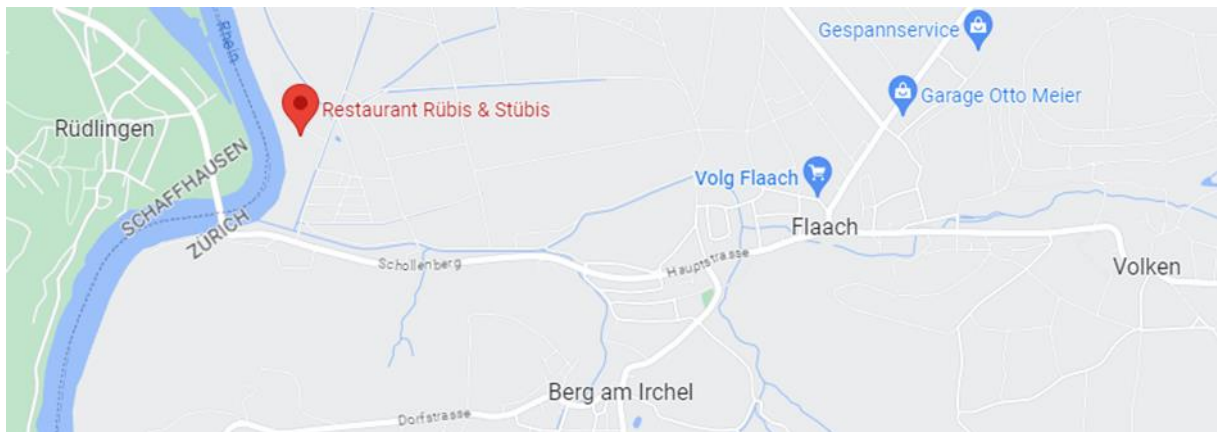 Gespannservice
Rhein
Garage Otto Meier
Restaurant Rübis & Stübis
Rüdlingen
SCHAFFHAUSEN
ZÜRICH
Volg Flaach
Flaach
Schollenberg
Hauptstrasse
Volken
Berg am Irchel
Dorfstrasse